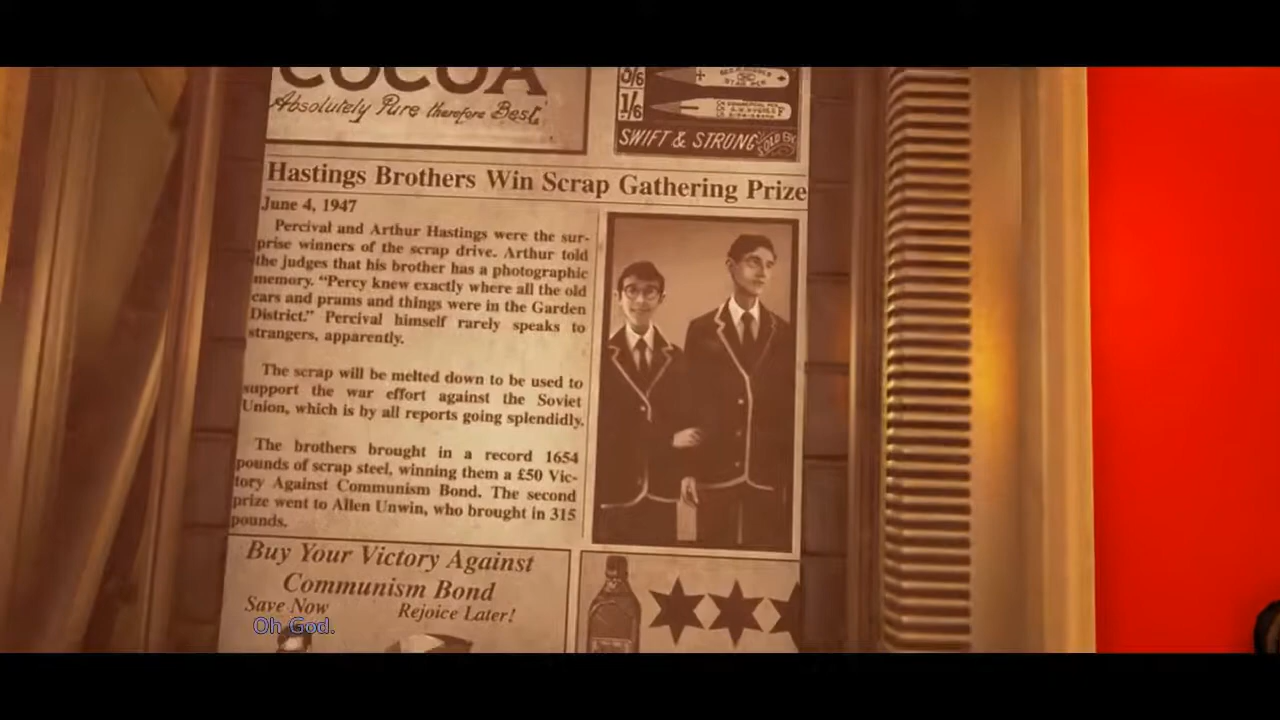 COCOA
Absolutely Pure therefore Best
1/6
SWIFT & STRONG
SOLD BY
Hastings Brothers Win Scrap Gathering Prize
June 4, 1947
Percival and Arthur Hastings were the sur-
prise winners of the scrap drive. Arthur told
the judges that his brother has a photographic
memory. “Percy knew exactly where all the old
cars and prams and things were in the Garden
District.” Percival himself rarely speaks to
strangers, apparently.
The scrap will be melted down to be used to
support the war effort against the Soviet
Union, which is by all reports going splendidly.
The brothers brought in a record 1654
pounds of scrap steel, winning them a £50 Vic-
tory Against Communism Bond. The second
prize went to Allen Unwin, who brought in 315
pounds.
Buy Your Victory Against
Communism Bond
Save Now
Rejoice Later!
Oh God.